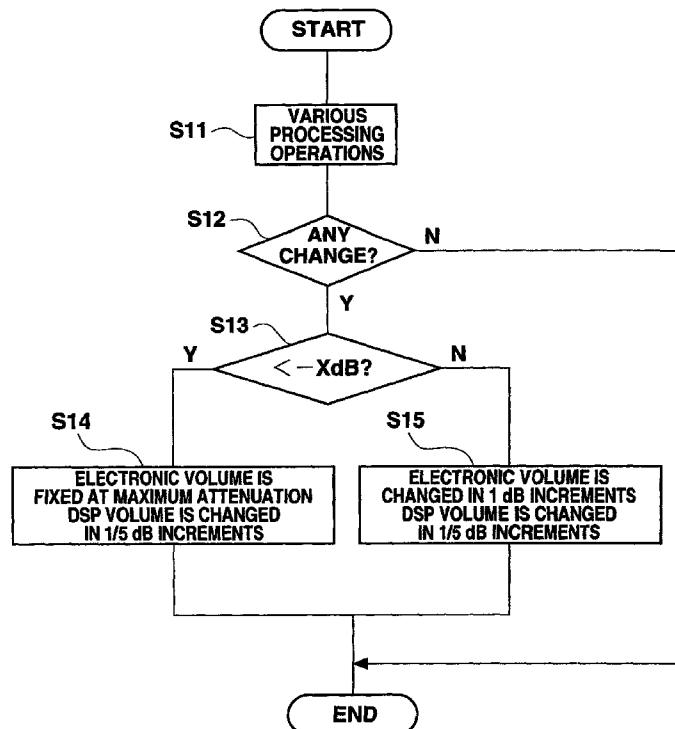 START
S11
VARIOUS
PROCESSING
OPERATIONS
S12
ANY
CHANGE?
N
Y
S13
Y
< -XdB?
N
S14
ELECTRONIC VOLUME IS
FIXED AT MAXIMUM ATTENUATION
DSP VOLUME IS CHANGED
IN 1/5 dB INCREMENTS
S15
ELECTRONIC VOLUME IS
CHANGED IN 1 dB INCREMENTS
DSP VOLUME IS CHANGED
IN 1/5 dB INCREMENTS
END